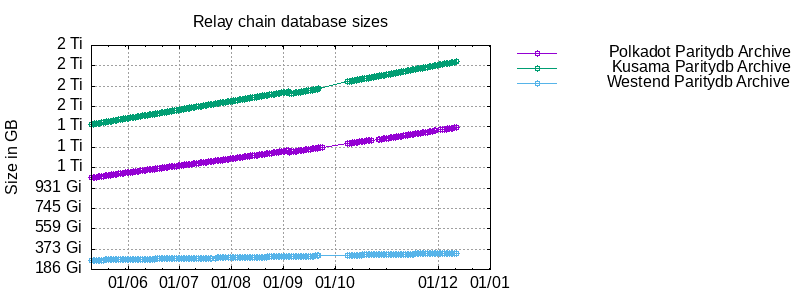 Relay chain database sizes
2 Ti
2 Ti
2 Ti
2 Ti
1 Ti
1 Ti
1 Ti
931 Gi
745 Gi
559 Gi
373 Gi
186 Gi
Size in GB
01/06 01/07 01/08 01/09 01/10 01/12 01/01
Polkadot Paritydb Archive
Kusama Paritydb Archive
Westend Paritydb Archive